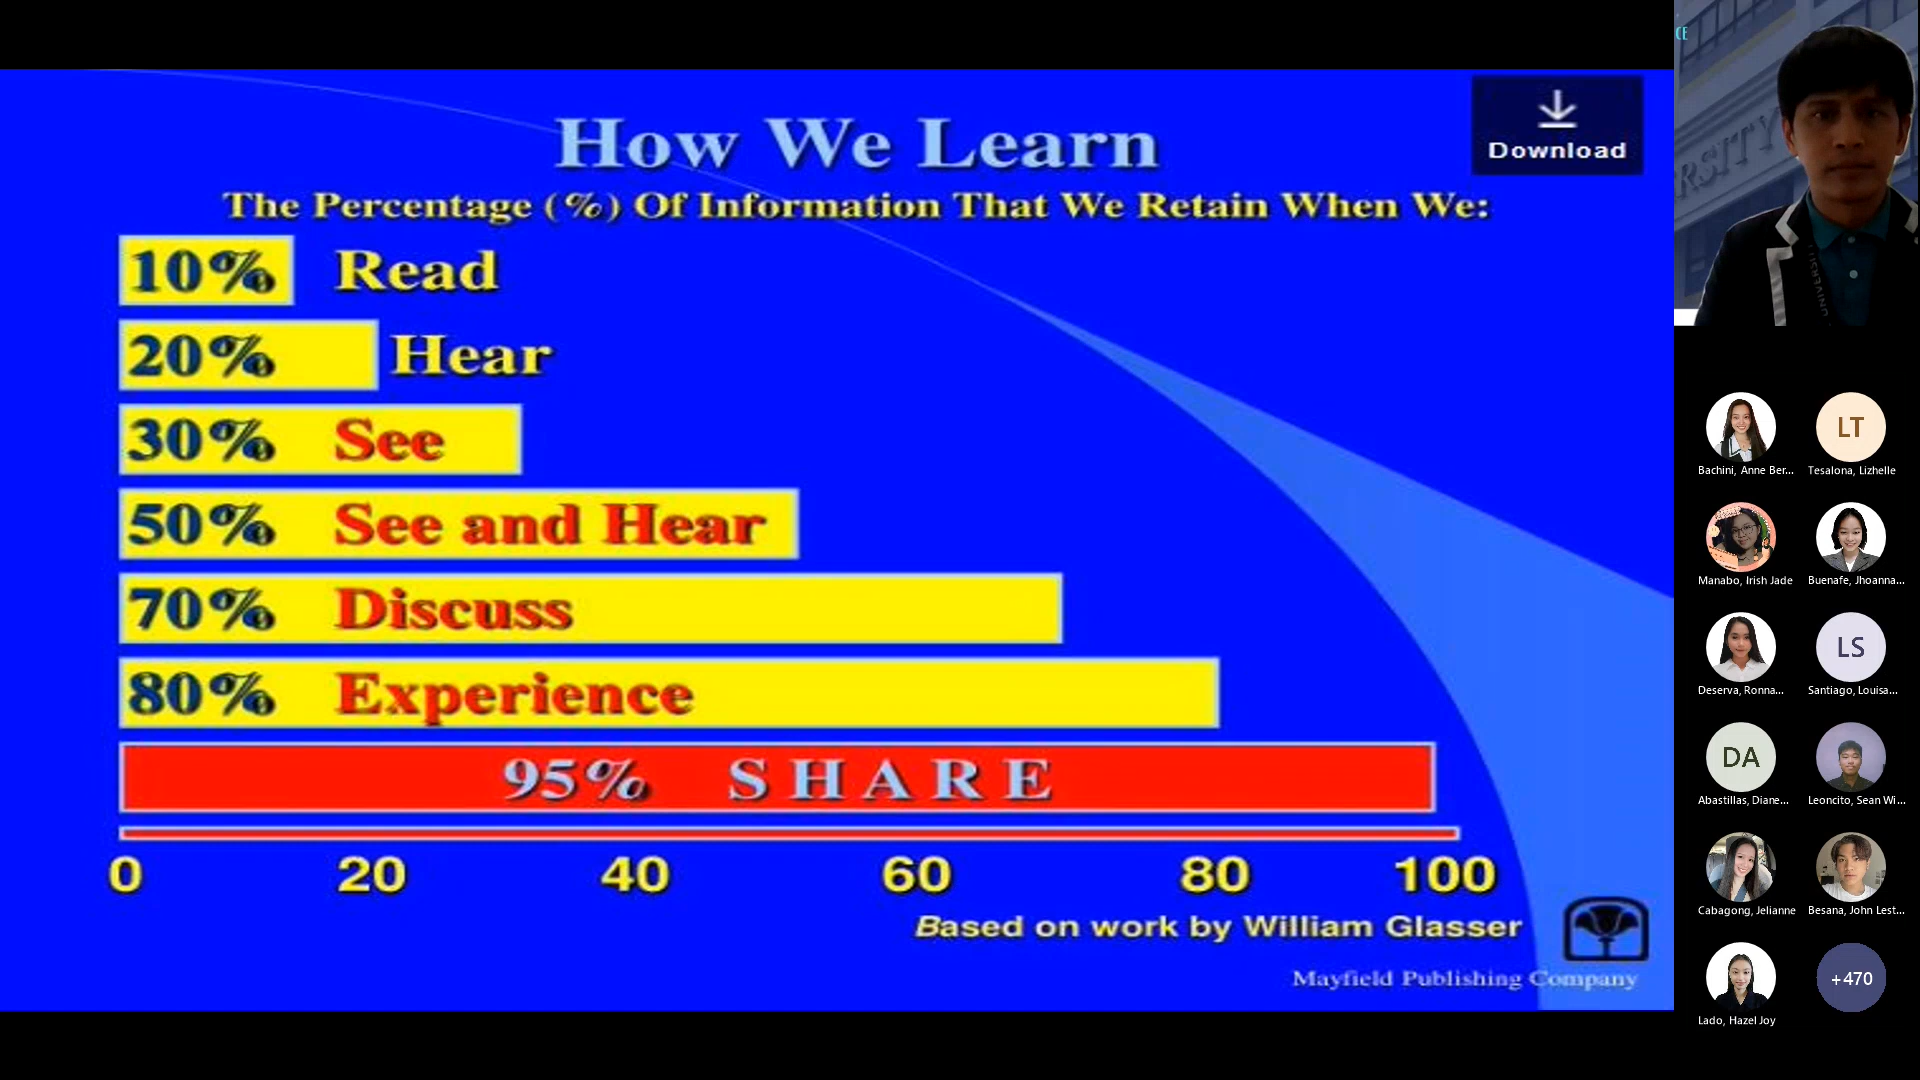 How We Learn
Download
The Percentage (%) Of Information That We Retain When We:
10% Read
20% Hear
30% See
50% See and Hear
70% Discuss
80% Experience
95% SHARE
0 20 40 60 80 100
Based on work by William Glasser
Mayfield Publishing Company
CE
RSITY
Bachini, Anne Ber...
LT
Tesalona, Lizhelle
Manabo, Irish Jade
Buenafe, Jhoanna...
Deserva, Ronna...
LS
Santiago, Louisa...
DA
Abastillas, Diane...
Leoncito, Sean Wi...
Cabagong, Jelianne
Besana, John Lest...
Lado, Hazel Joy
+470